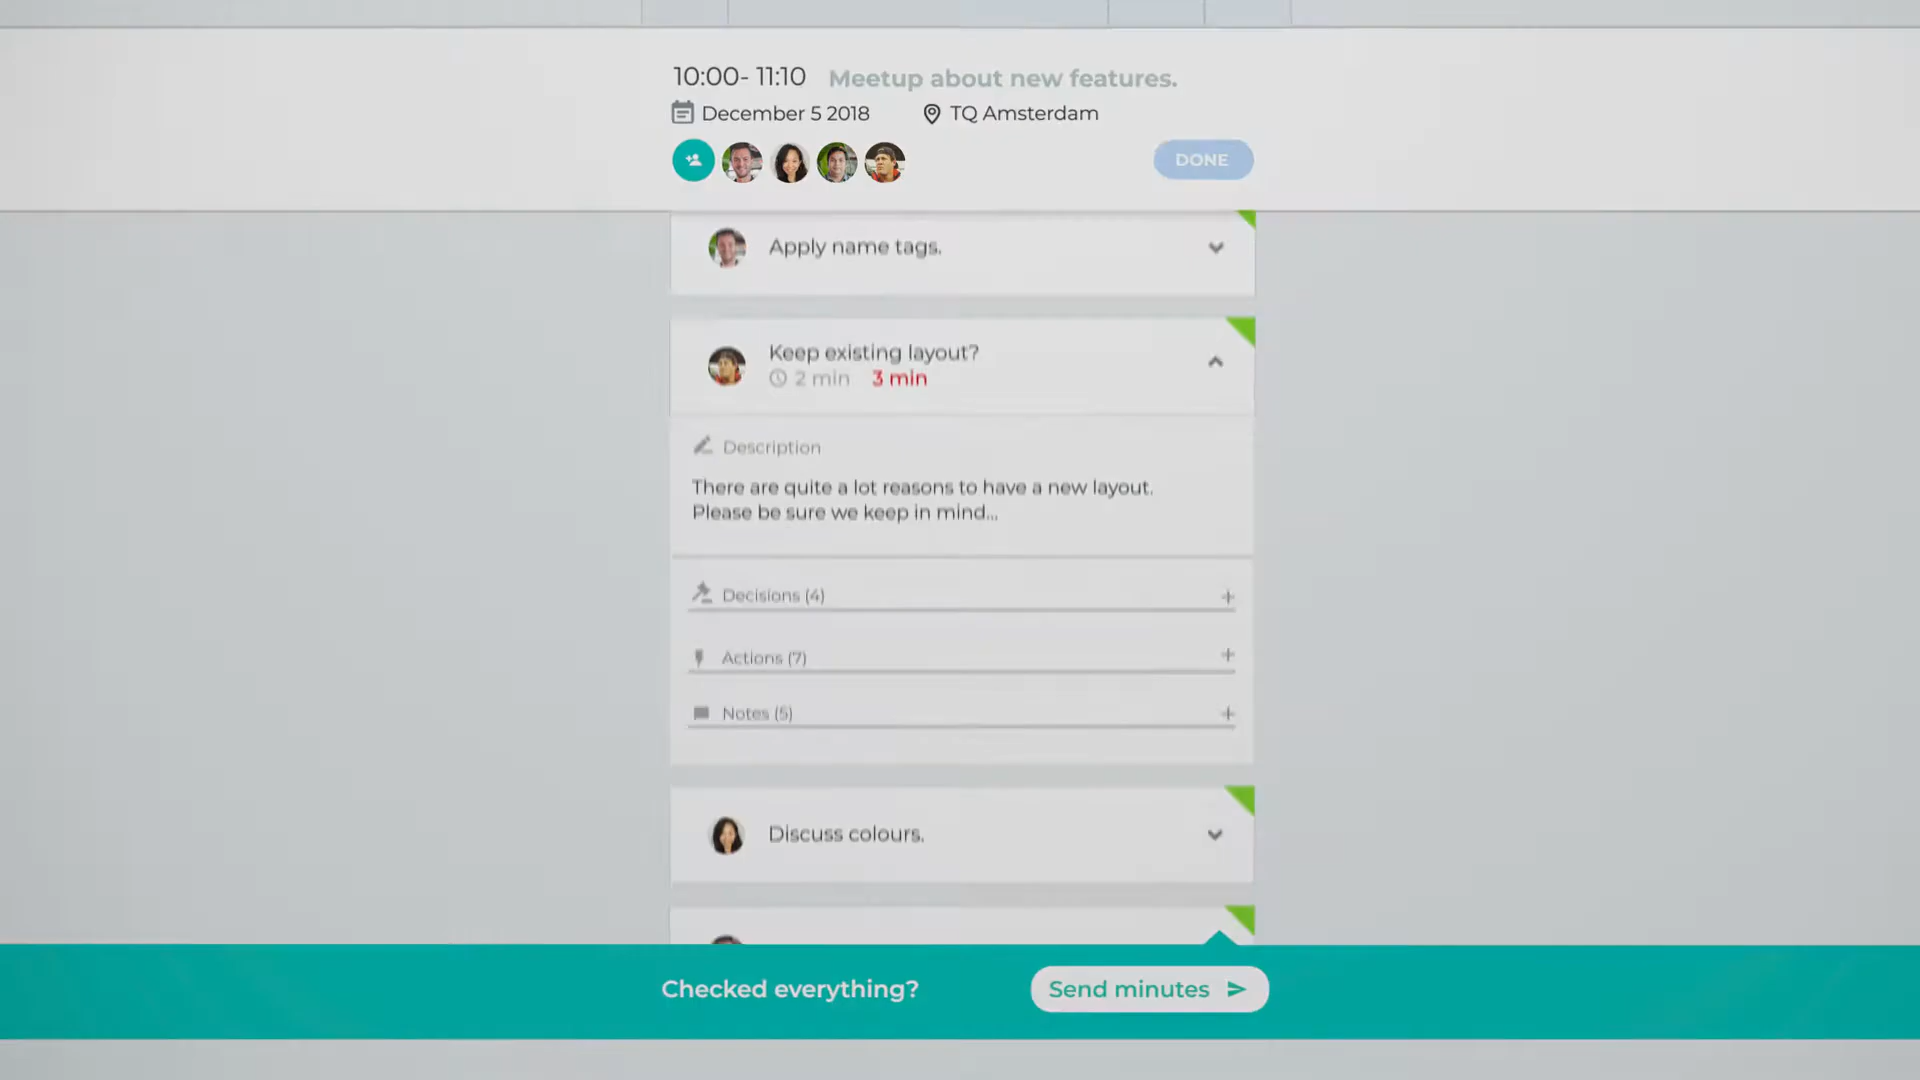 10:00- 11:10 Meetup about new features.
December 5 2018 TQ Amsterdam
DONE
Apply name tags.
Keep existing layout?
2 min 3 min
Description
There are quite a lot reasons to have a new layout.
Please be sure we keep in mind...
Decisions (4)
Actions (7)
Notes (5)
Discuss colours.
Checked everything? Send minutes